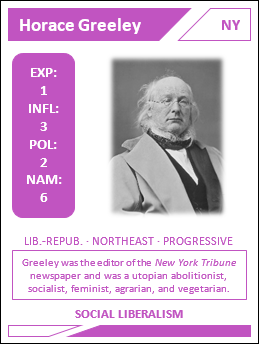 Horace Greeley
NY
EXP:
1
INFL:
3
POL:
2
NAM:
6
LIB.-REPUB. · NORTHEAST · PROGRESSIVE
Greeley was the editor of the New York Tribune
newspaper and was a utopian abolitionist,
socialist, feminist, agrarian, and vegetarian.
SOCIAL LIBERALISM